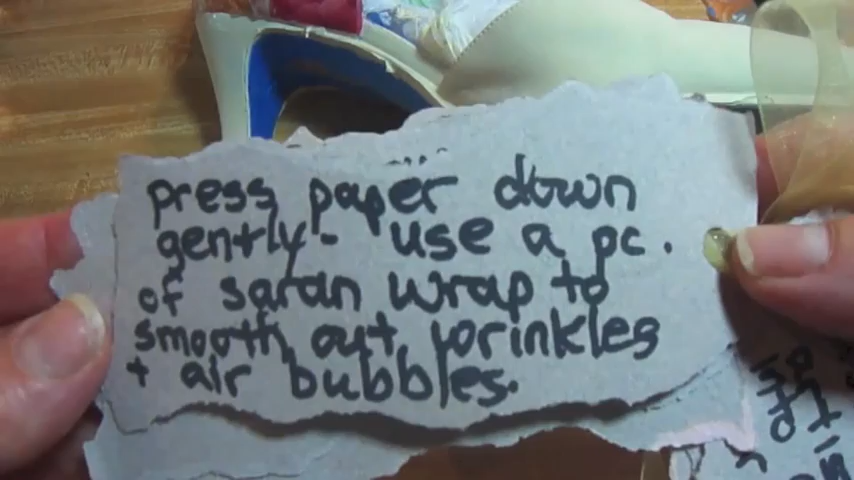 press paper down
gently - use a pc.
of saran wrap to
smooth out wrinkles
+ air bubbles.